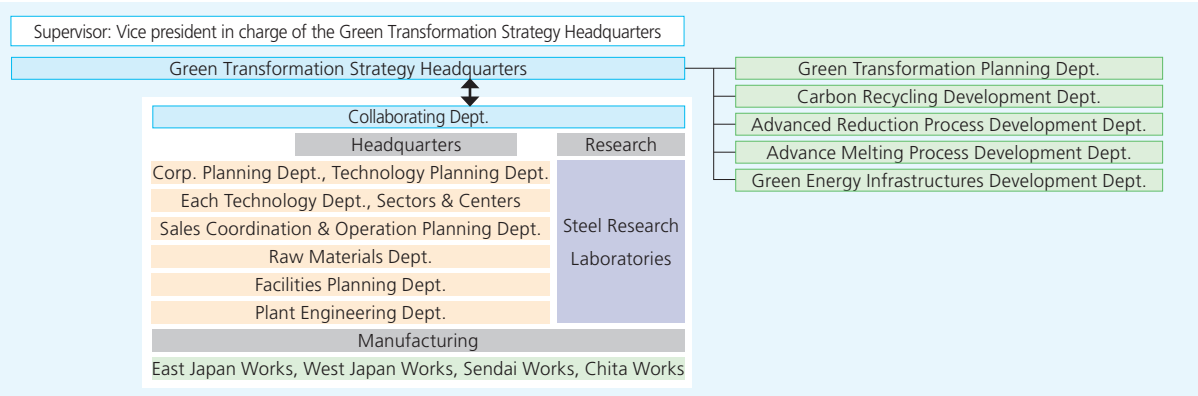 Supervisor: Vice president in charge of the Green Transformation Strategy Headquarters
Green Transformation Strategy Headquarters
Collaborating Dept.
Headquarters
Corp. Planning Dept., Technology Planning Dept.
Each Technology Dept., Sectors & Centers
Sales Coordination & Operation Planning Dept.
Raw Materials Dept.
Facilities Planning Dept.
Plant Engineering Dept.
Research
Steel Research
Laboratories
Manufacturing
East Japan Works, West Japan Works, Sendai Works, Chita Works
Green Transformation Planning Dept.
Carbon Recycling Development Dept.
Advanced Reduction Process Development Dept.
Advance Melting Process Development Dept.
Green Energy Infrastructures Development Dept.